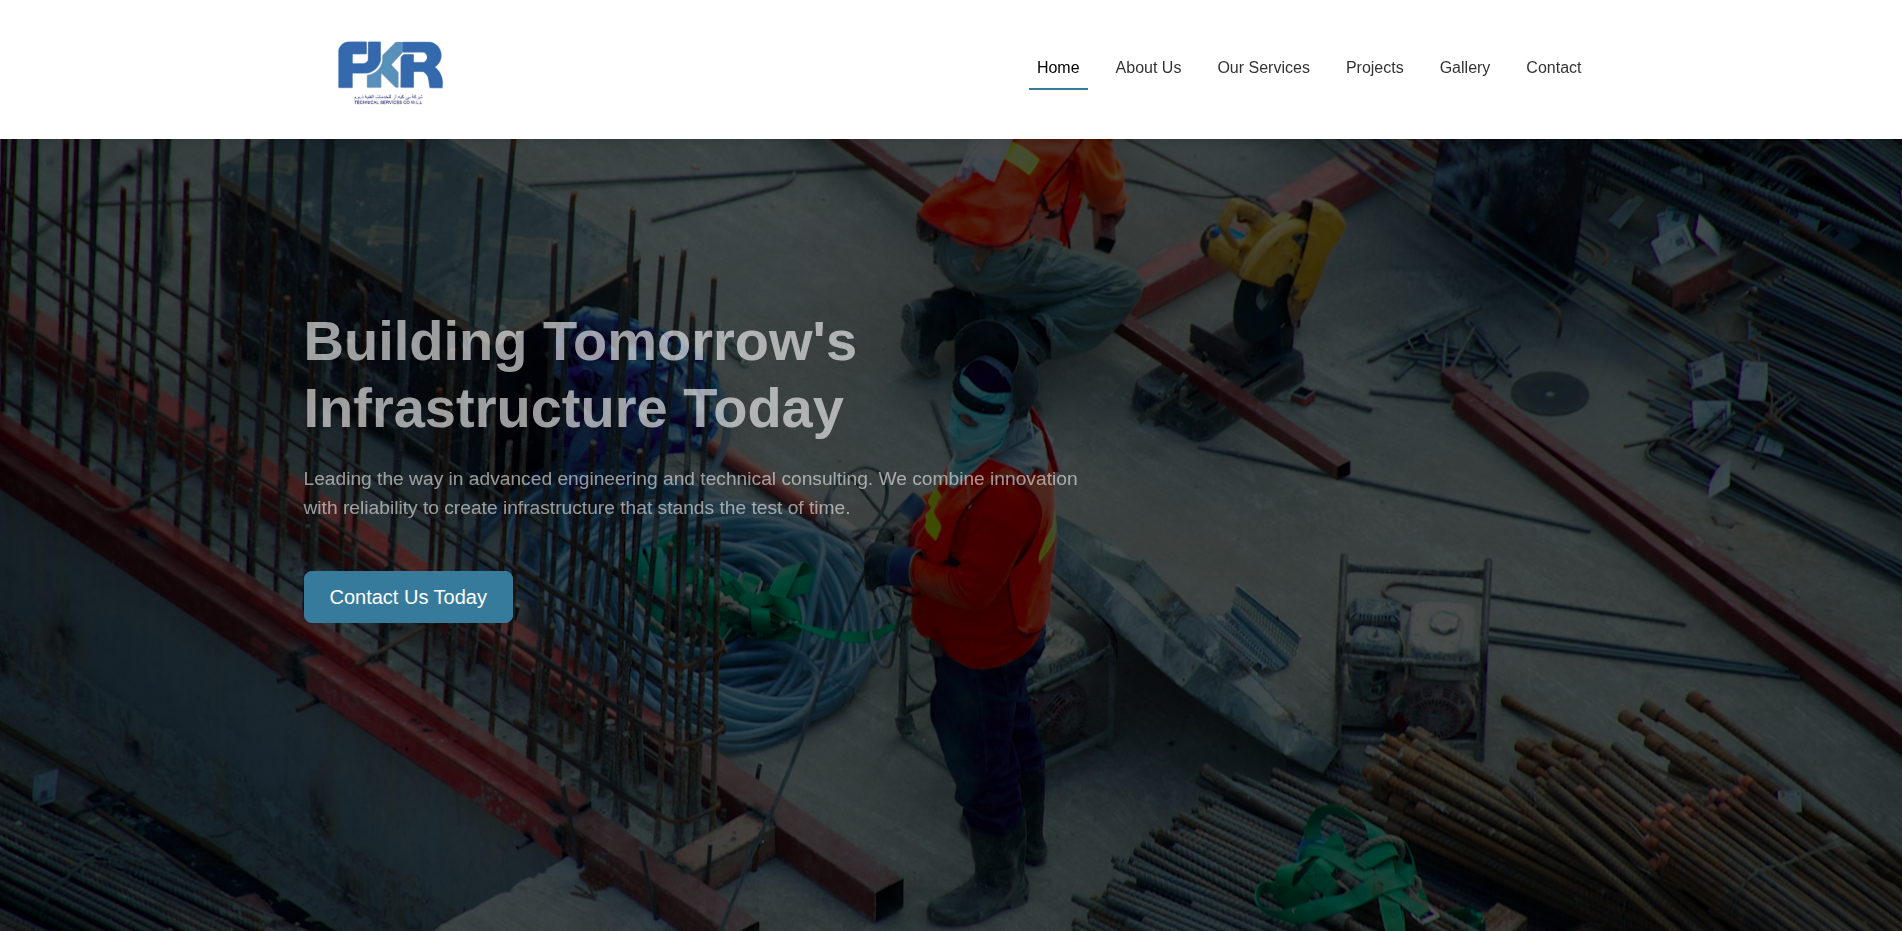 PKR
TECHNICAL SERVICES CO W.L.L
Home
About Us
Our Services
Projects
Gallery
Contact
Building Tomorrow's
Infrastructure Today
Leading the way in advanced engineering and technical consulting. We combine innovation
with reliability to create infrastructure that stands the test of time.
Contact Us Today